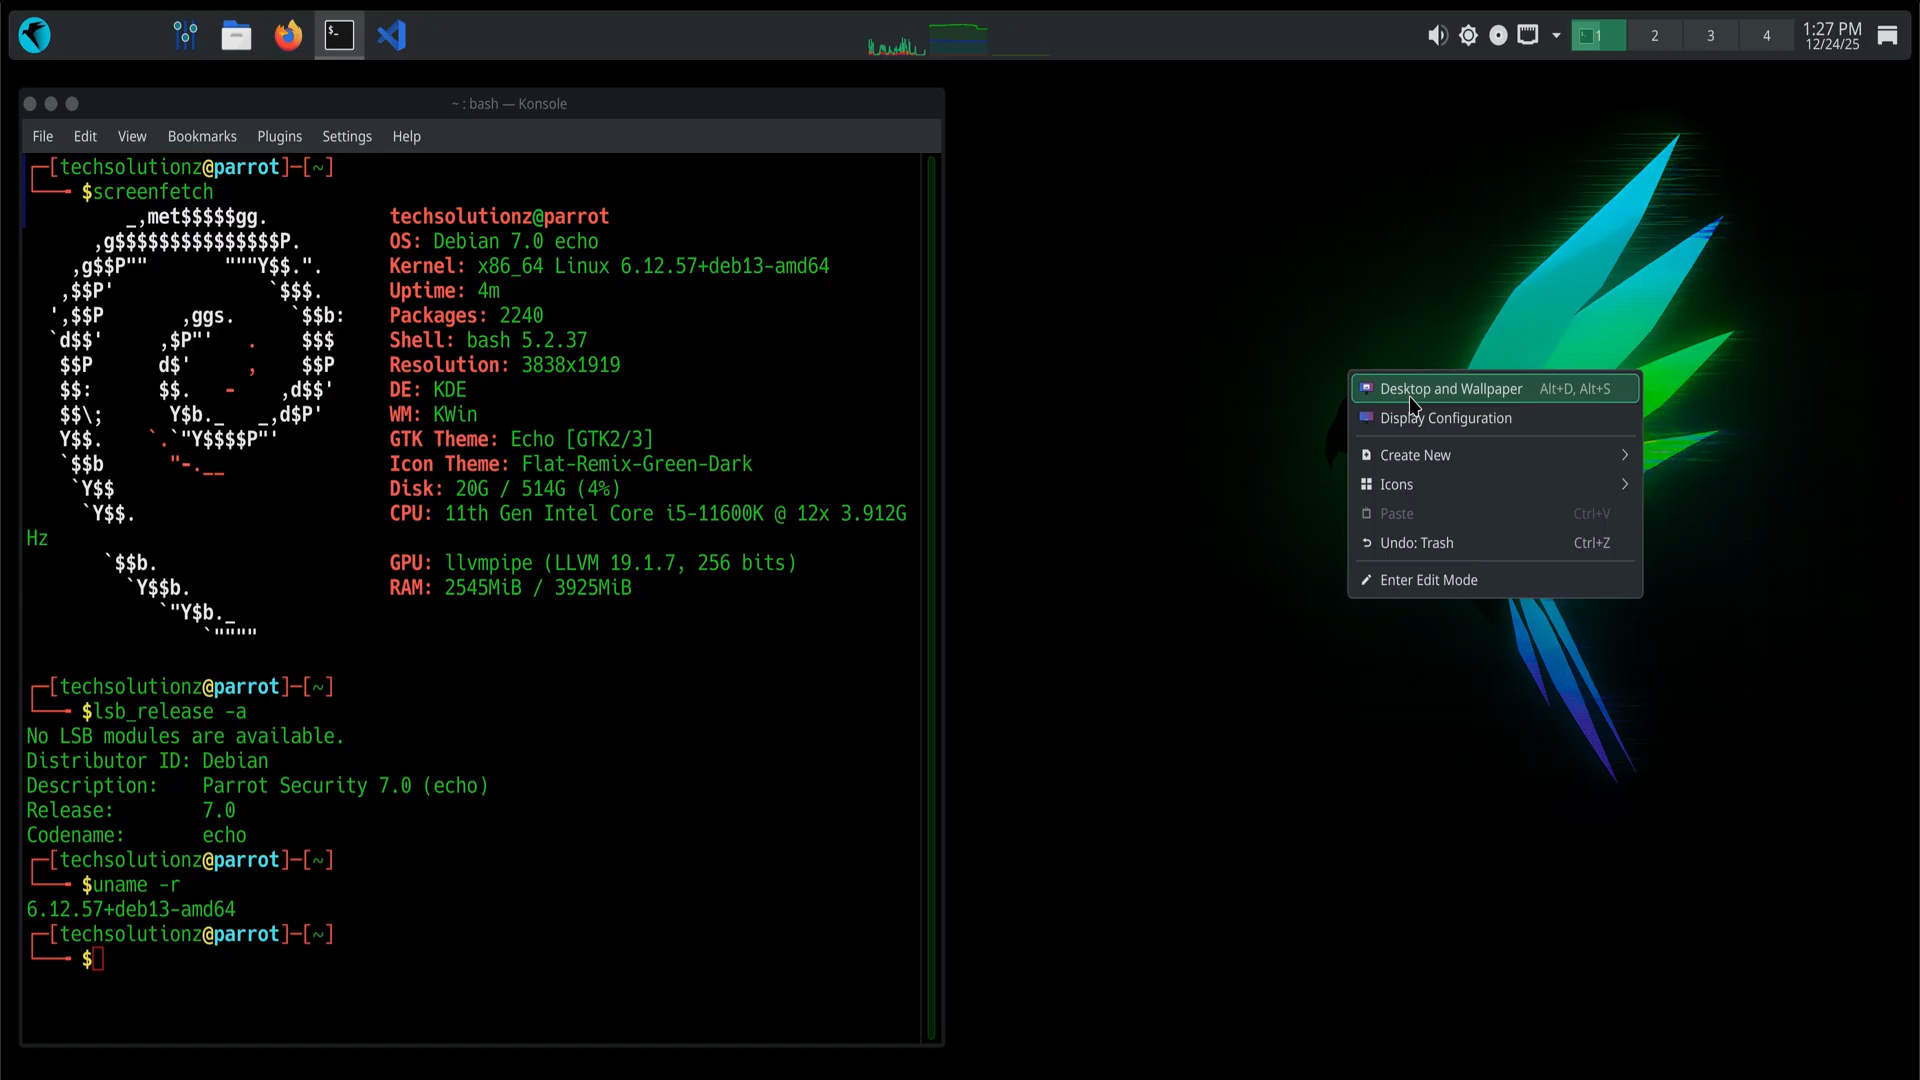 1 2 3 4 1:27 PM
12/24/25
~ : bash — Konsole
File Edit View Bookmarks Plugins Settings Help
┌─[techsolutionz@parrot]─[~]
└──╼ $screenfetch
_,met$$$$$gg. techsolutionz@parrot
,g$$$$$$$$$$$$$$$P. OS: Debian 7.0 echo
,g$$P"" """Y$$.". Kernel: x86_64 Linux 6.12.57+deb13-amd64
,$$P' `$$$. Uptime: 4m
',$$P ,ggs. `$$b: Packages: 2240
`d$$' ,$P"' . $$$ Shell: bash 5.2.37
$$P d$' , $$P Resolution: 3838x1919
$$: $$. - ,d$$' DE: KDE
$$\; Y$b._ _,d$P' WM: KWin
Y$$. `.`"Y$$$$P"' GTK Theme: Echo [GTK2/3]
`$$b "-.__ Icon Theme: Flat-Remix-Green-Dark
`Y$$ Disk: 20G / 514G (4%)
`Y$$. CPU: 11th Gen Intel Core i5-11600K @ 12x 3.912G
Hz
`$$b. GPU: llvmpipe (LLVM 19.1.7, 256 bits)
`Y$$b. RAM: 2545MiB / 3925MiB
`"Y$b._
`""""
┌─[techsolutionz@parrot]─[~]
└──╼ $lsb_release -a
No LSB modules are available.
Distributor ID: Debian
Description: Parrot Security 7.0 (echo)
Release: 7.0
Codename: echo
┌─[techsolutionz@parrot]─[~]
└──╼ $uname -r
6.12.57+deb13-amd64
┌─[techsolutionz@parrot]─[~]
└──╼ $
Desktop and Wallpaper Alt+D, Alt+S
Display Configuration
Create New
Icons
Paste Ctrl+V
Undo: Trash Ctrl+Z
Enter Edit Mode